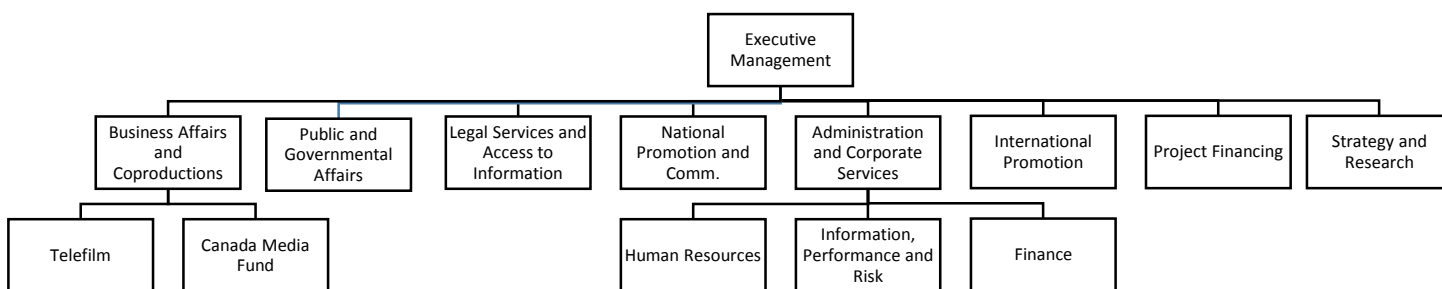 Executive
Management
Business Affairs
and
Coproductions
Public and
Governmental
Affairs
Legal Services and
Access to
Information
National
Promotion and
Comm.
Administration
and Corporate
Services
International
Promotion
Project Financing
Strategy and
Research
Telefilm
Canada Media
Fund
Human Resources
Information,
Performance and
Risk
Finance